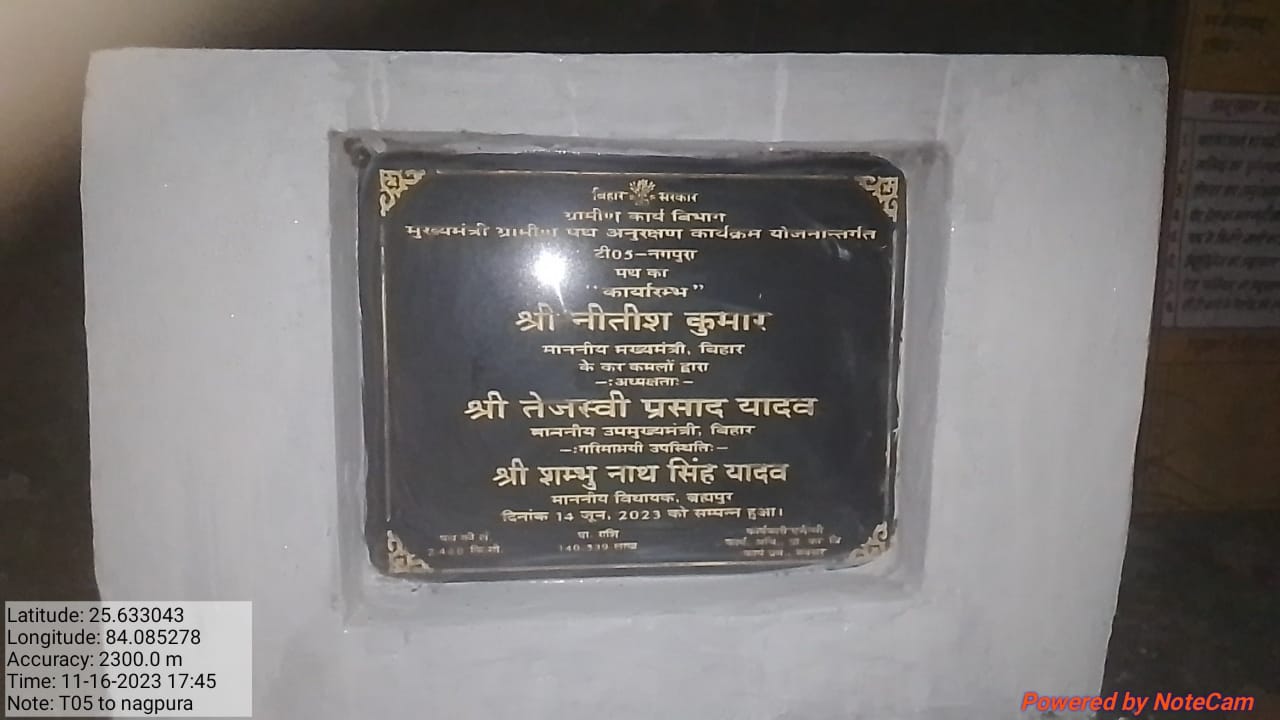 बिहार सरकार
ग्रामीण कार्य विभाग
मुख्यमंत्री ग्रामीण पथ अनुरक्षण कार्यक्रम योजनान्तर्गत
टी05-नगपुरा
पथ का
"कार्यारम्भ"
श्री नीतीश कुमार
माननीय मख्यमंत्री, बिहार
के कर कमलों द्वारा
-:अध्यक्षताः-
श्री तेजस्वी प्रसाद यादव
माननीय उपमुख्यमंत्री, बिहार
-:गरिमामयी उपस्थितिः-
श्री शम्भु नाथ सिंह यादव
माननीय विधायक, ब्रह्मपुर
दिनांक 14 जून, 2023 को सम्पन्न हुआ।
प्रा. राशि
140.339 लाख
Latitude: 25.633043
Longitude: 84.085278
Accuracy: 2300.0 m
Time: 11-16-2023 17:45
Note: T05 to nagpura
Powered by NoteCam